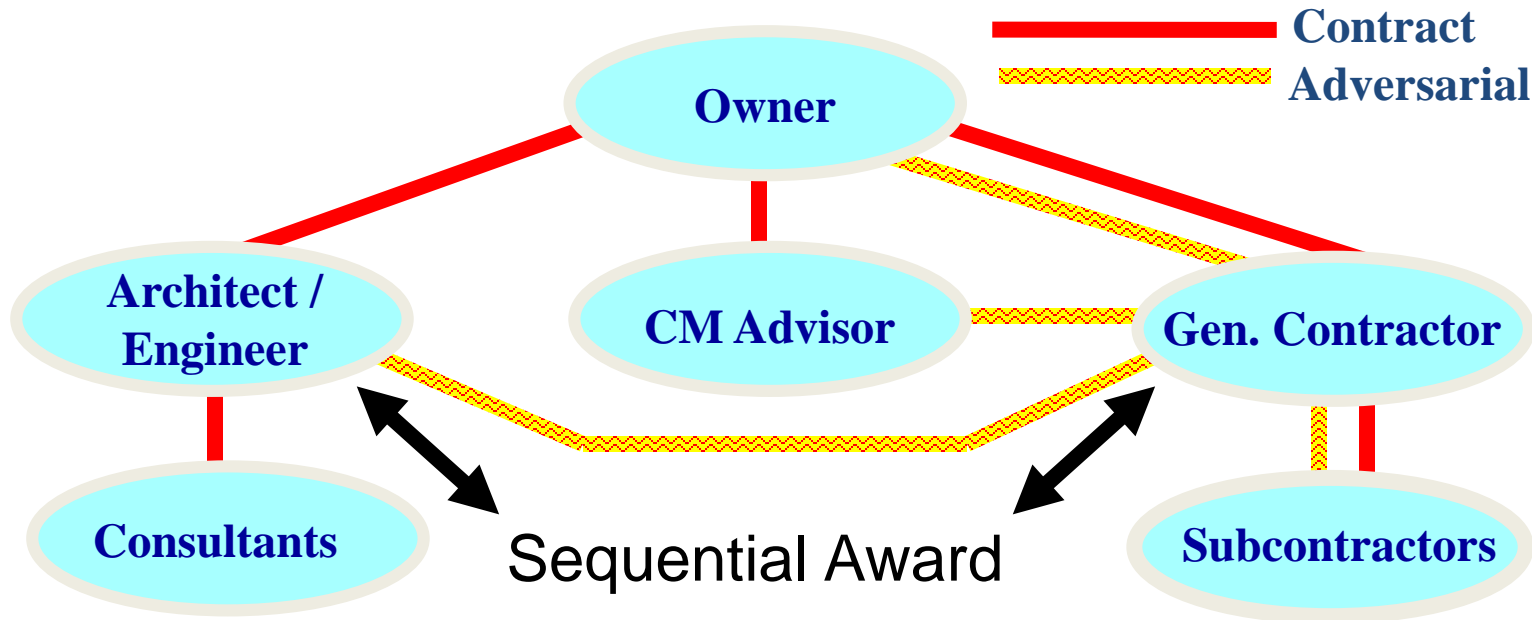 Contract
Adversarial
Owner
Architect /
Engineer
CM Advisor
Gen. Contractor
Consultants
Sequential Award
Subcontractors